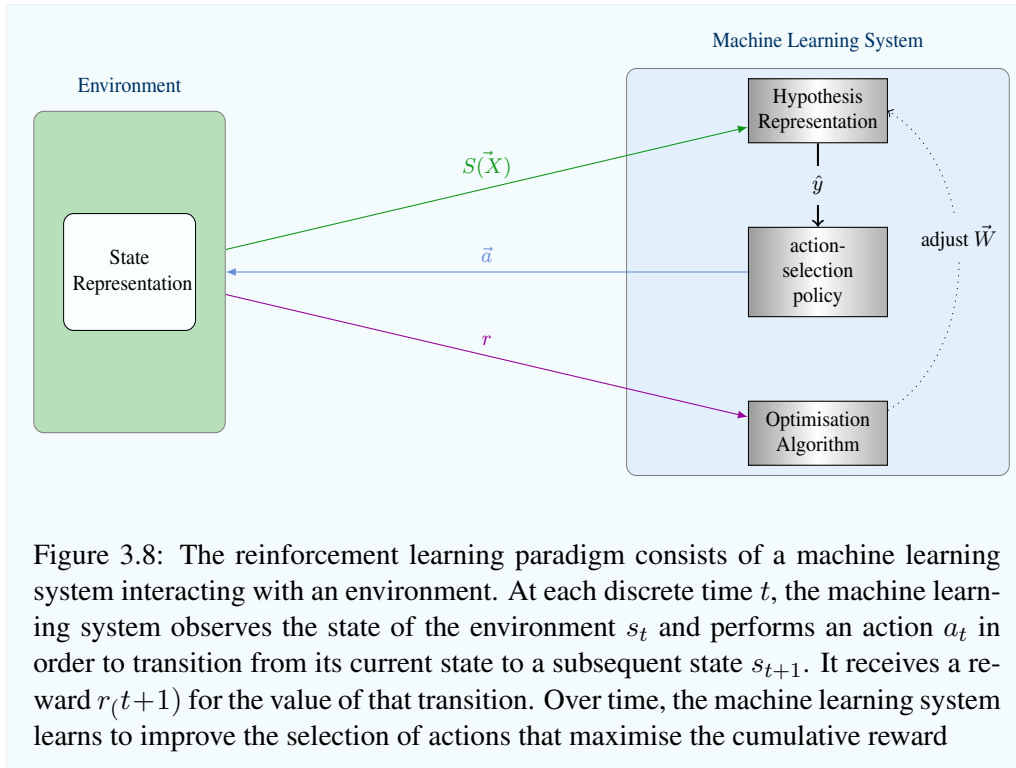 Machine Learning System
Environment
Hypothesis
Representation
S(X⃗)
ŷ
State
Representation
a⃗
action-
selection
policy
adjust W⃗
r
Optimisation
Algorithm
Figure 3.8: The reinforcement learning paradigm consists of a machine learning
system interacting with an environment. At each discrete time t, the machine learn-
ing system observes the state of the environment sₜ and performs an action aₜ in
order to transition from its current state to a subsequent state sₜ₊₁. It receives a re-
ward r₍t+1) for the value of that transition. Over time, the machine learning system
learns to improve the selection of actions that maximise the cumulative reward